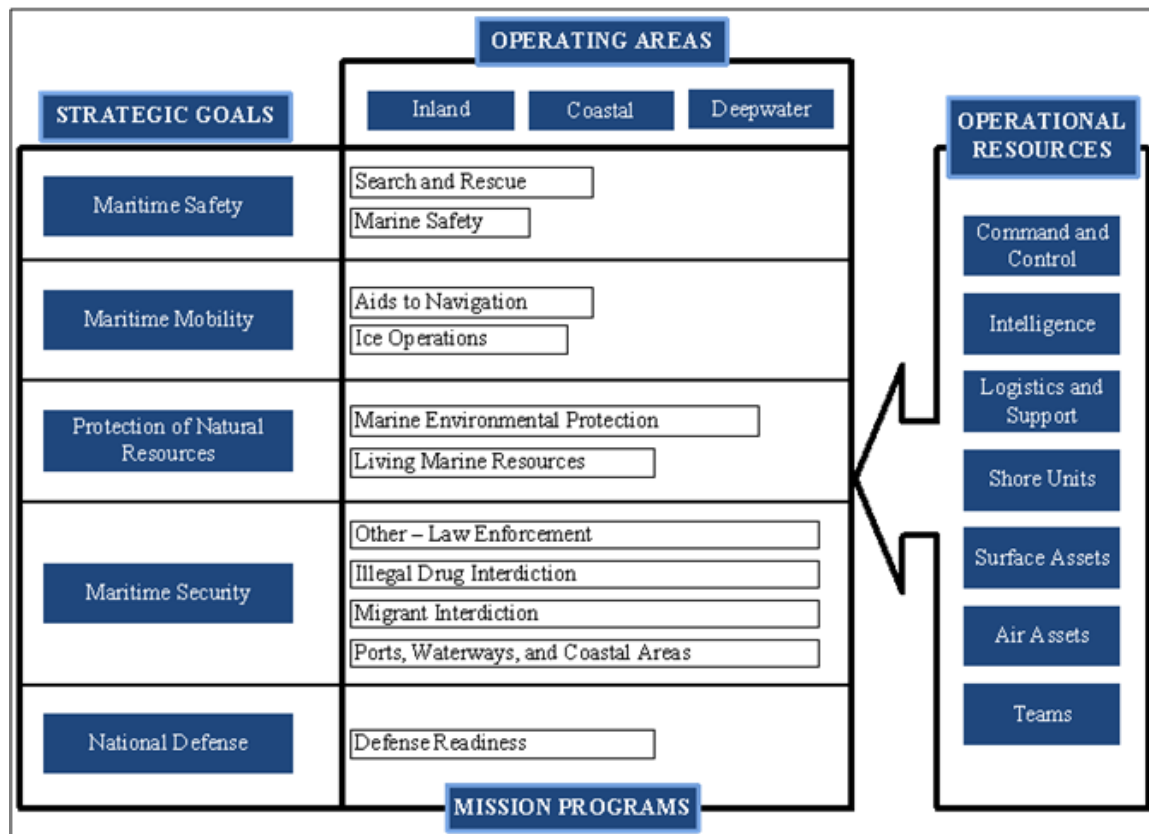 OPERATING AREAS
Inland
Coastal
Deepwater
STRATEGIC GOALS
Maritime Safety
Search and Rescue
Marine Safety
Maritime Mobility
Aids to Navigation
Ice Operations
Protection of Natural
Resources
Marine Environmental Protection
Living Marine Resources
Maritime Security
Other – Law Enforcement
Illegal Drug Interdiction
Migrant Interdiction
Ports, Waterways, and Coastal Areas
National Defense
Defense Readiness
MISSION PROGRAMS
OPERATIONAL
RESOURCES
Command and
Control
Intelligence
Logistics and
Support
Shore Units
Surface Assets
Air Assets
Teams